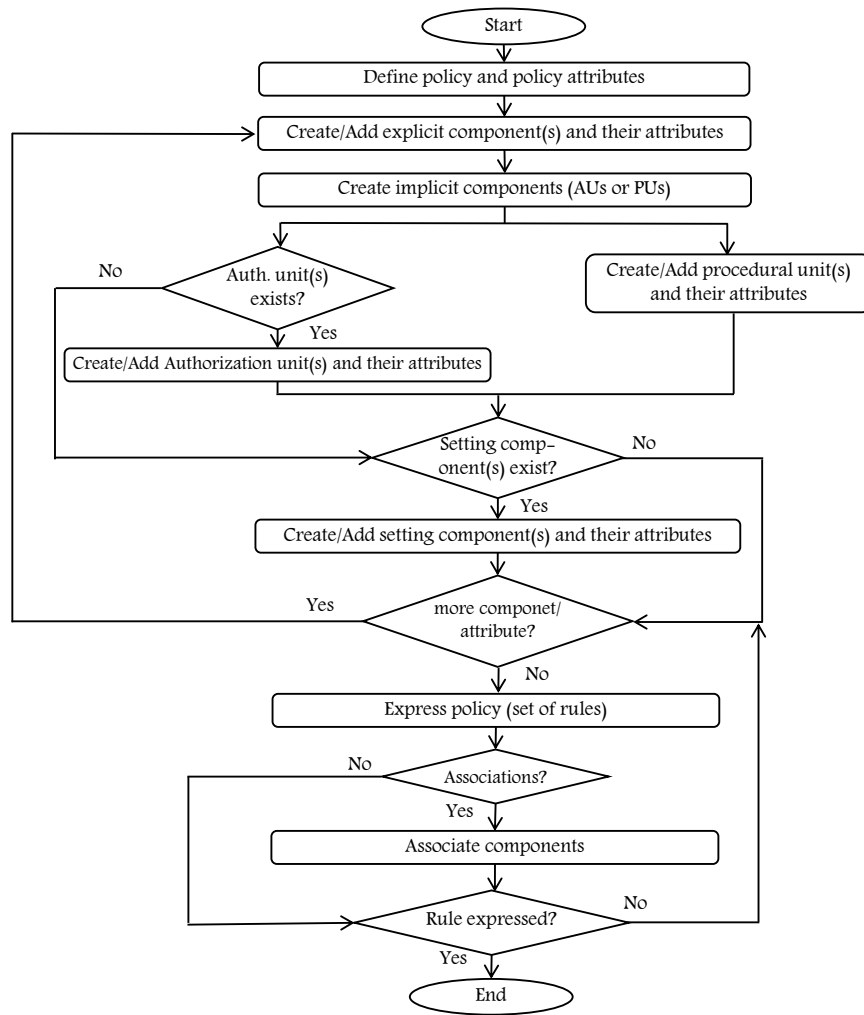 Start
Define policy and policy attributes
Create/Add explicit component(s) and their attributes
Create implicit components (AUs or PUs)
No
Auth. unit(s)
exists?
Create/Add procedural unit(s)
and their attributes
Yes
Create/Add Authorization unit(s) and their attributes
Setting comp-
onent(s) exist?
No
Yes
Create/Add setting component(s) and their attributes
Yes
more componet/
attribute?
No
Express policy (set of rules)
No
Associations?
Yes
Associate components
Rule expressed?
No
Yes
End